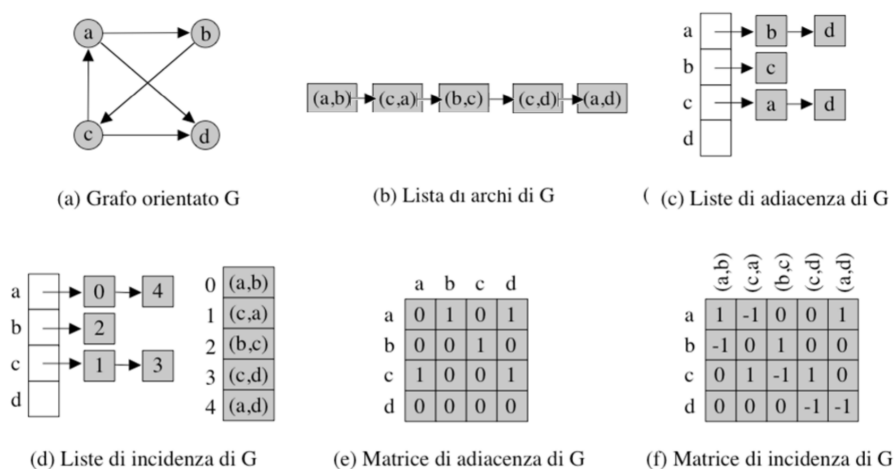 a b
c d
(a) Grafo orientato G
(a,b) (c,a) (b,c) (c,d) (a,d)
(b) Lista di archi di G
a b d
b c
c a d
d
( (c) Liste di adiacenza di G
a 0 4
b 2
c 1 3
d
0 (a,b)
1 (c,a)
2 (b,c)
3 (c,d)
4 (a,d)
(d) Liste di incidenza di G
a b c d
a 0 1 0 1
b 0 0 1 0
c 1 0 0 1
d 0 0 0 0
(e) Matrice di adiacenza di G
(a,b) (c,a) (b,c) (c,d) (a,d)
a 1 -1 0 0 1
b -1 0 1 0 0
c 0 1 -1 1 0
d 0 0 0 -1 -1
(f) Matrice di incidenza di G